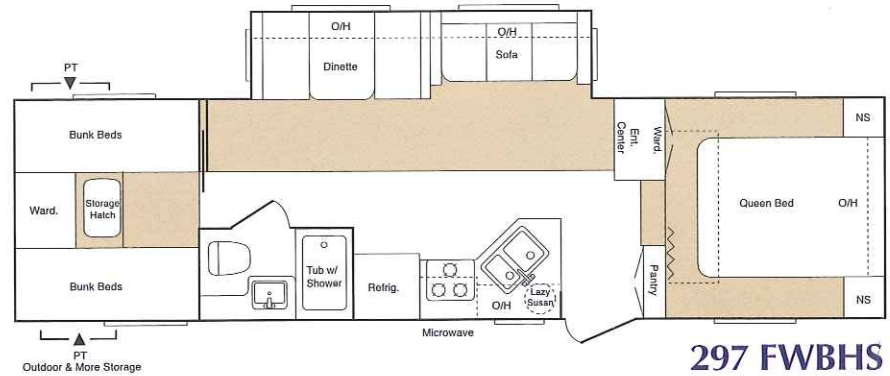 O/H
O/H
Sofa
Dinette
PT
Bunk Beds
NS
Ent. Center
Ward.
Ward.
Storage
Hatch
Queen Bed
O/H
Bunk Beds
Tub w/
Shower
Refrig.
O/H
Lazy
Susan
Pantry
NS
Microwave
PT
Outdoor & More Storage
297 FWBHS